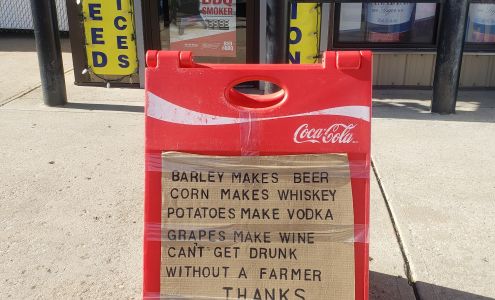 EED
ICES
BBQ
SMOKER
ON
Coca-Cola
BARLEY MAKES BEER
CORN MAKES WHISKEY
POTATOES MAKE VODKA
GRAPES MAKE WINE
CAN'T GET DRUNK
WITHOUT A FARMER
THANKS